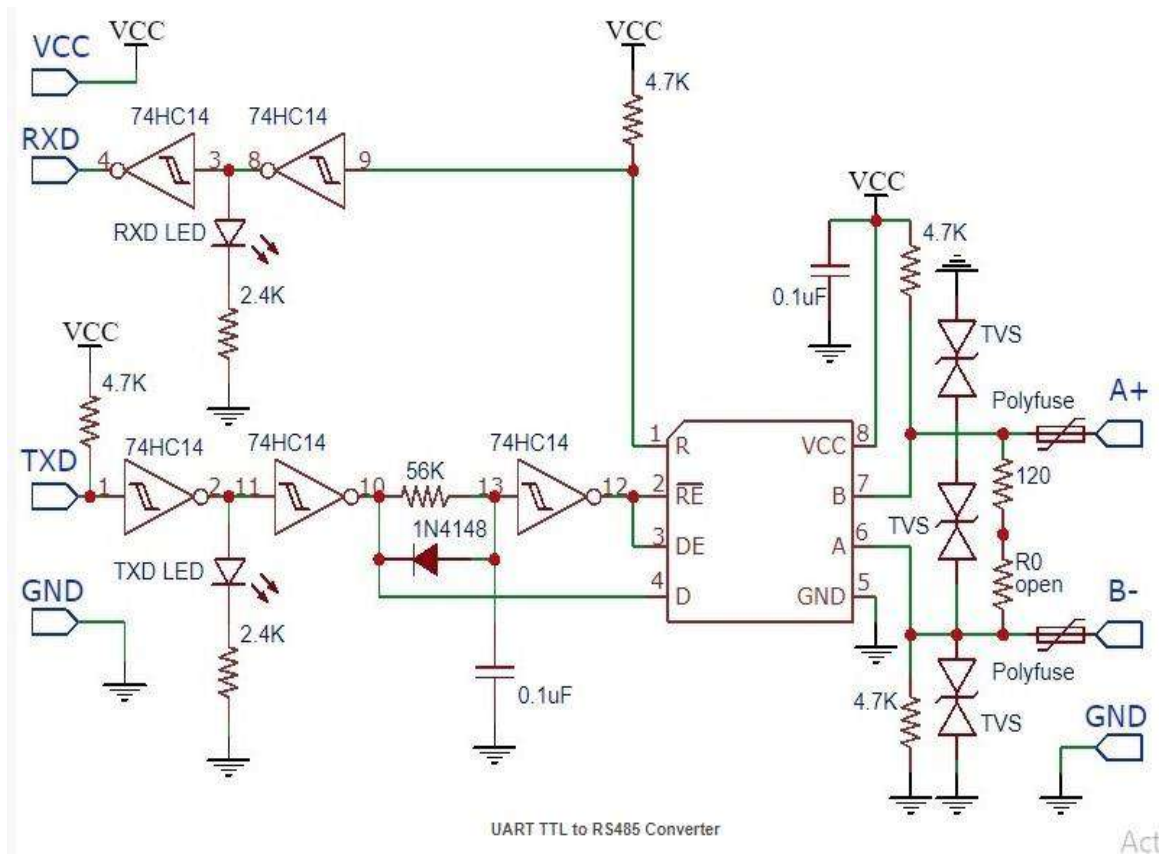 VCC
VCC
VCC
4.7K
74HC14
74HC14
RXD
4
3
8
9
VCC
4.7K
RXD LED
0.1uF
2.4K
TVS
VCC
4.7K
Polyfuse
A+
74HC14
74HC14
74HC14
TXD
1
2
11
10
56K
13
12
1
R
VCC
8
2
RE
B
7
120
1N4148
3
DE
A
6
TVS
TXD LED
4
D
GND
5
R0
open
GND
B-
2.4K
0.1uF
4.7K
Polyfuse
TVS
GND
UART TTL to RS485 Converter
Act